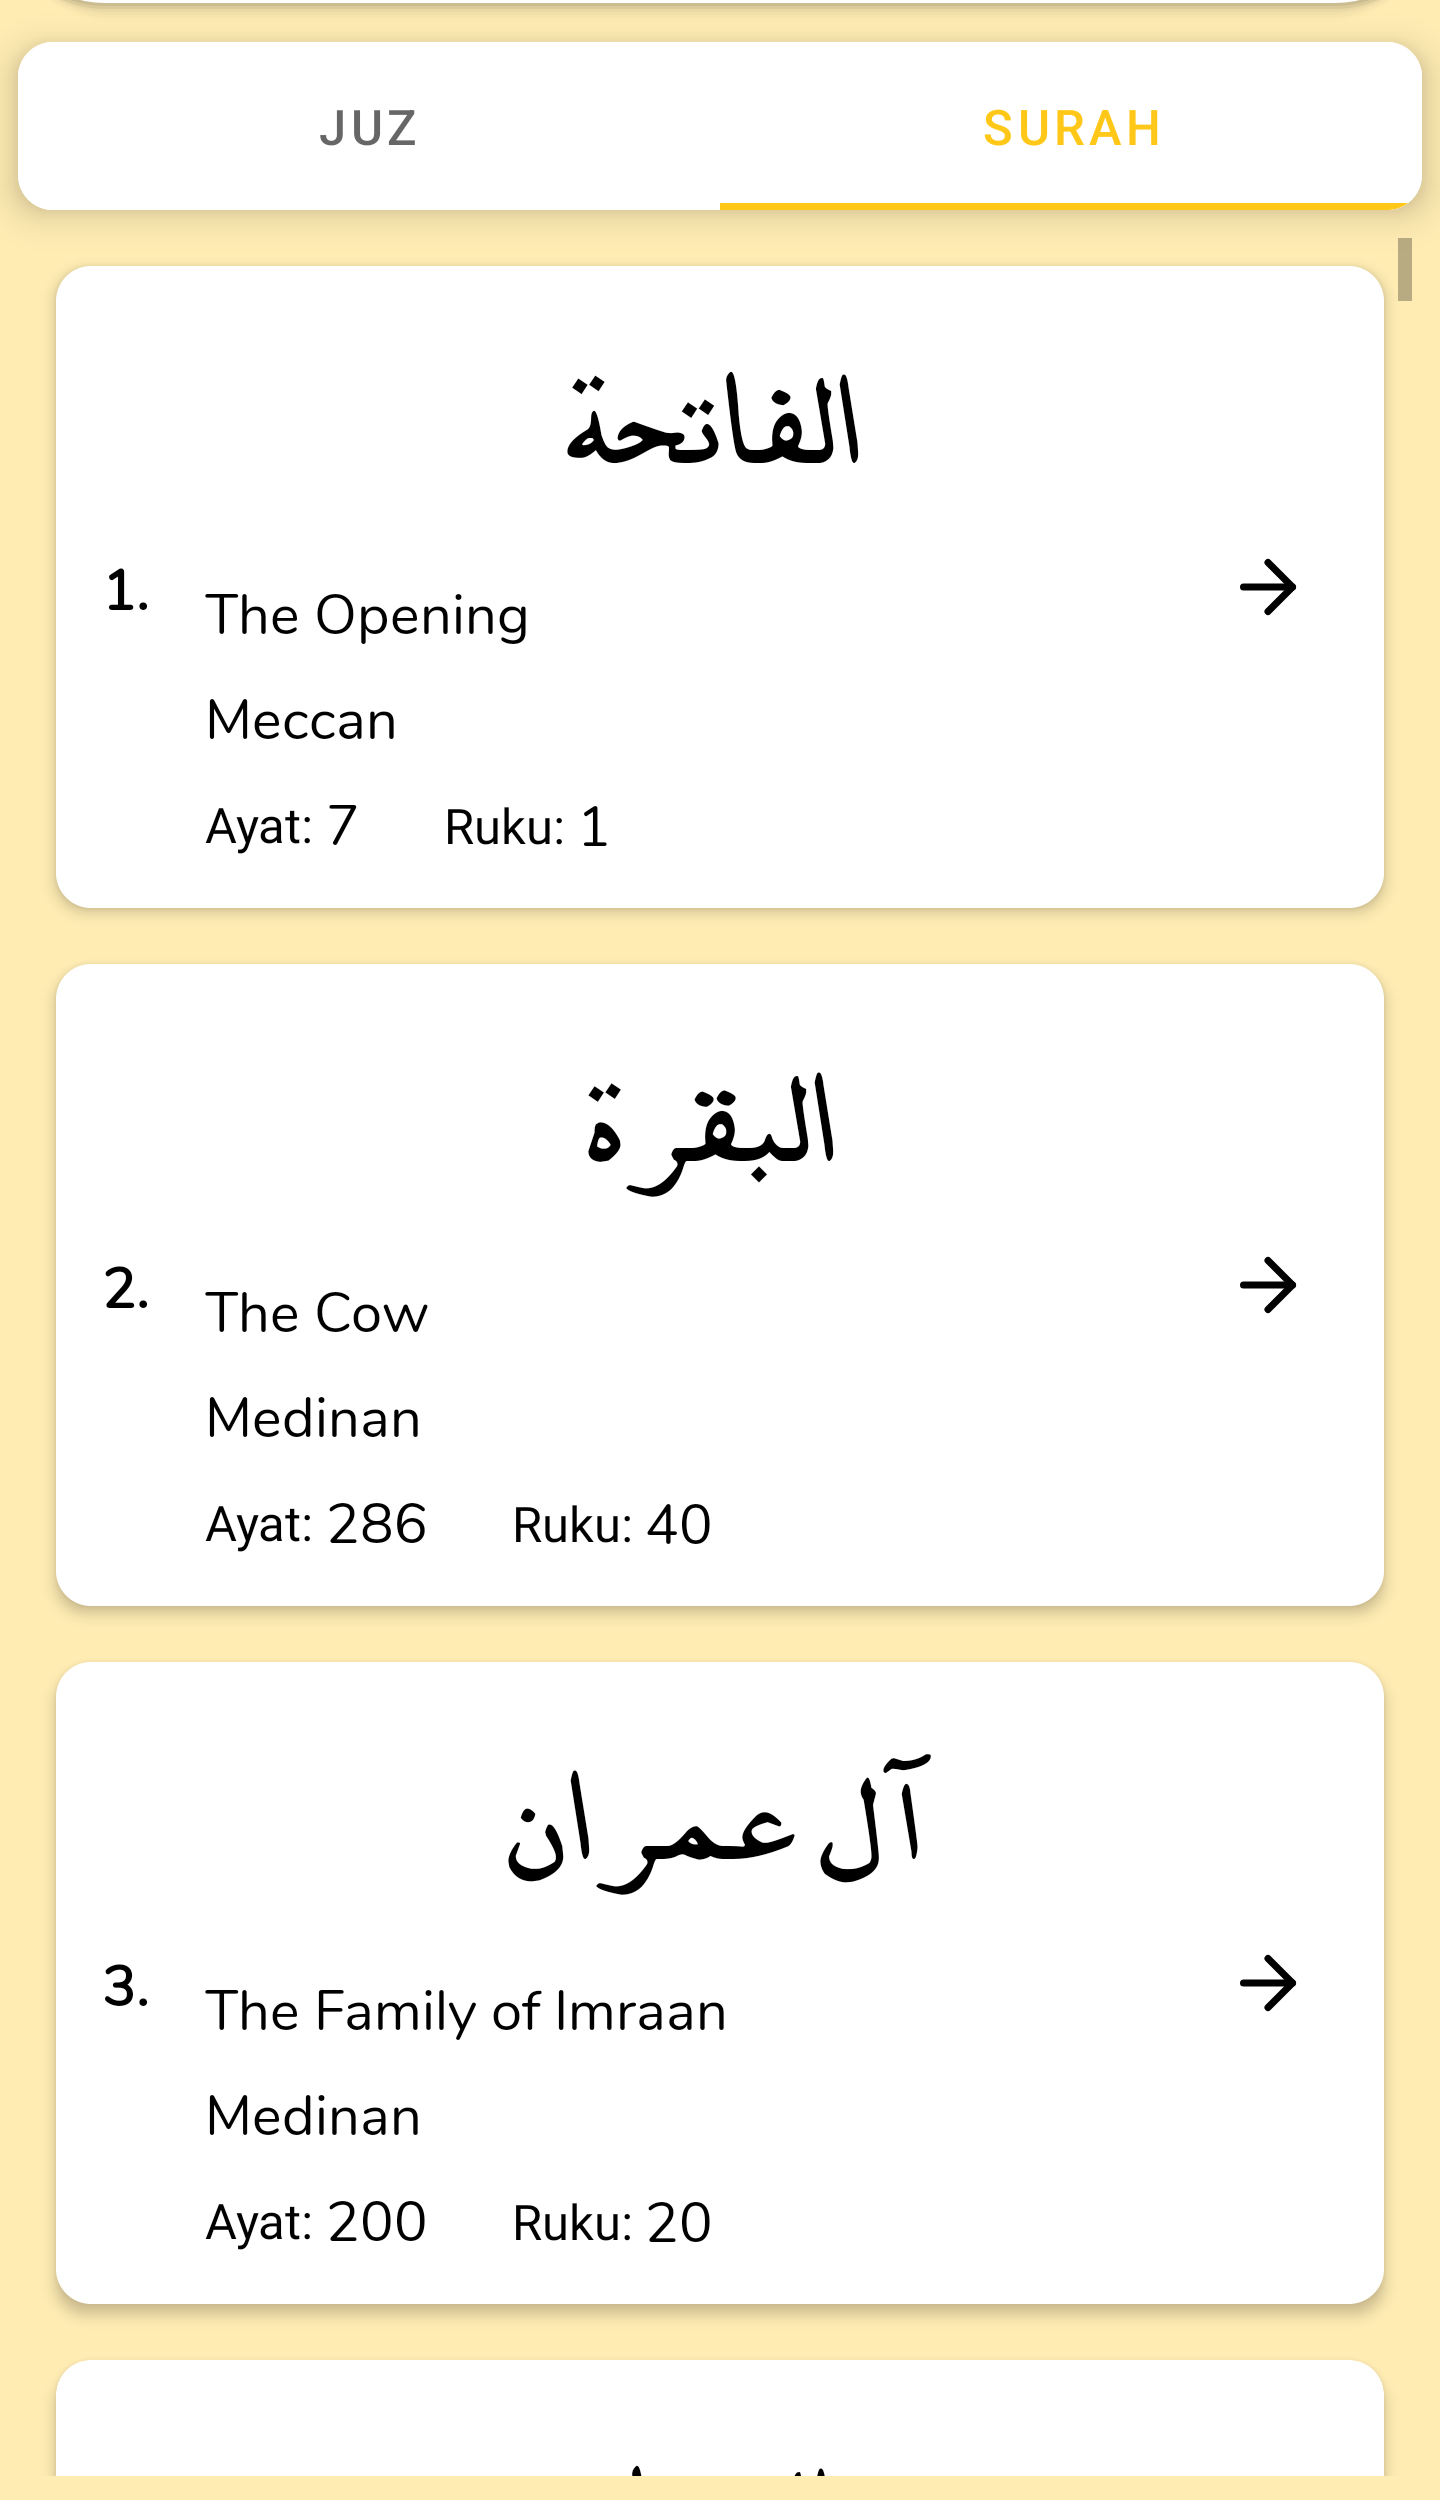 JUZ SURAH
الفاتحة
1. The Opening
Meccan
Ayat: 7 Ruku: 1
البقرة
2. The Cow
Medinan
Ayat: 286 Ruku: 40
آل عمران
3. The Family of Imraan
Medinan
Ayat: 200 Ruku: 20